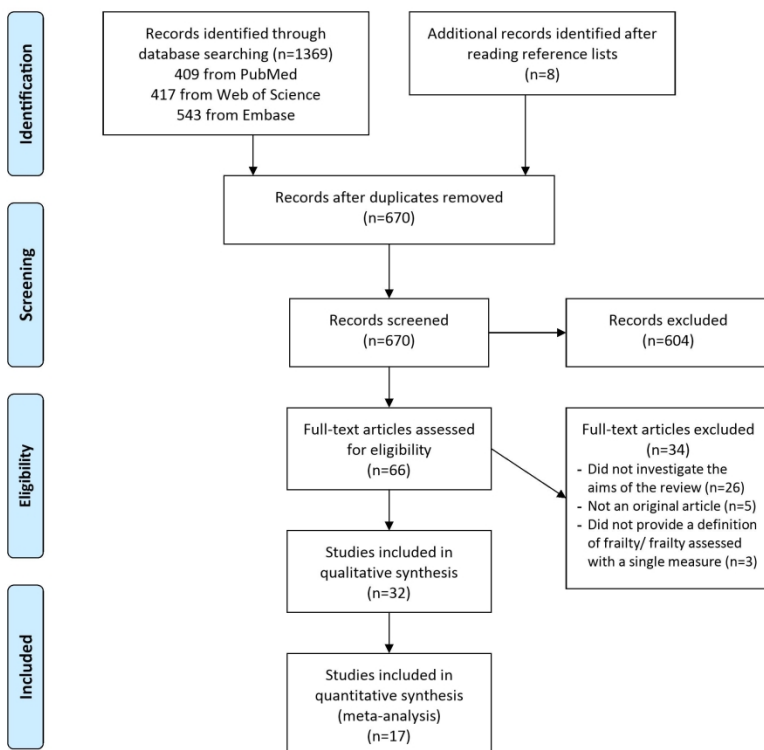 Identification
Records identified through
database searching (n=1369)
409 from PubMed
417 from Web of Science
543 from Embase
Additional records identified after
reading reference lists
(n=8)
Records after duplicates removed
(n=670)
Screening
Records screened
(n=670)
Records excluded
(n=604)
Eligibility
Full-text articles assessed
for eligibility
(n=66)
Full-text articles excluded
(n=34)
- Did not investigate the
aims of the review (n=26)
- Not an original article (n=5)
- Did not provide a definition
of frailty/ frailty assessed
with a single measure (n=3)
Studies included in
qualitative synthesis
(n=32)
Included
Studies included in
quantitative synthesis
(meta-analysis)
(n=17)